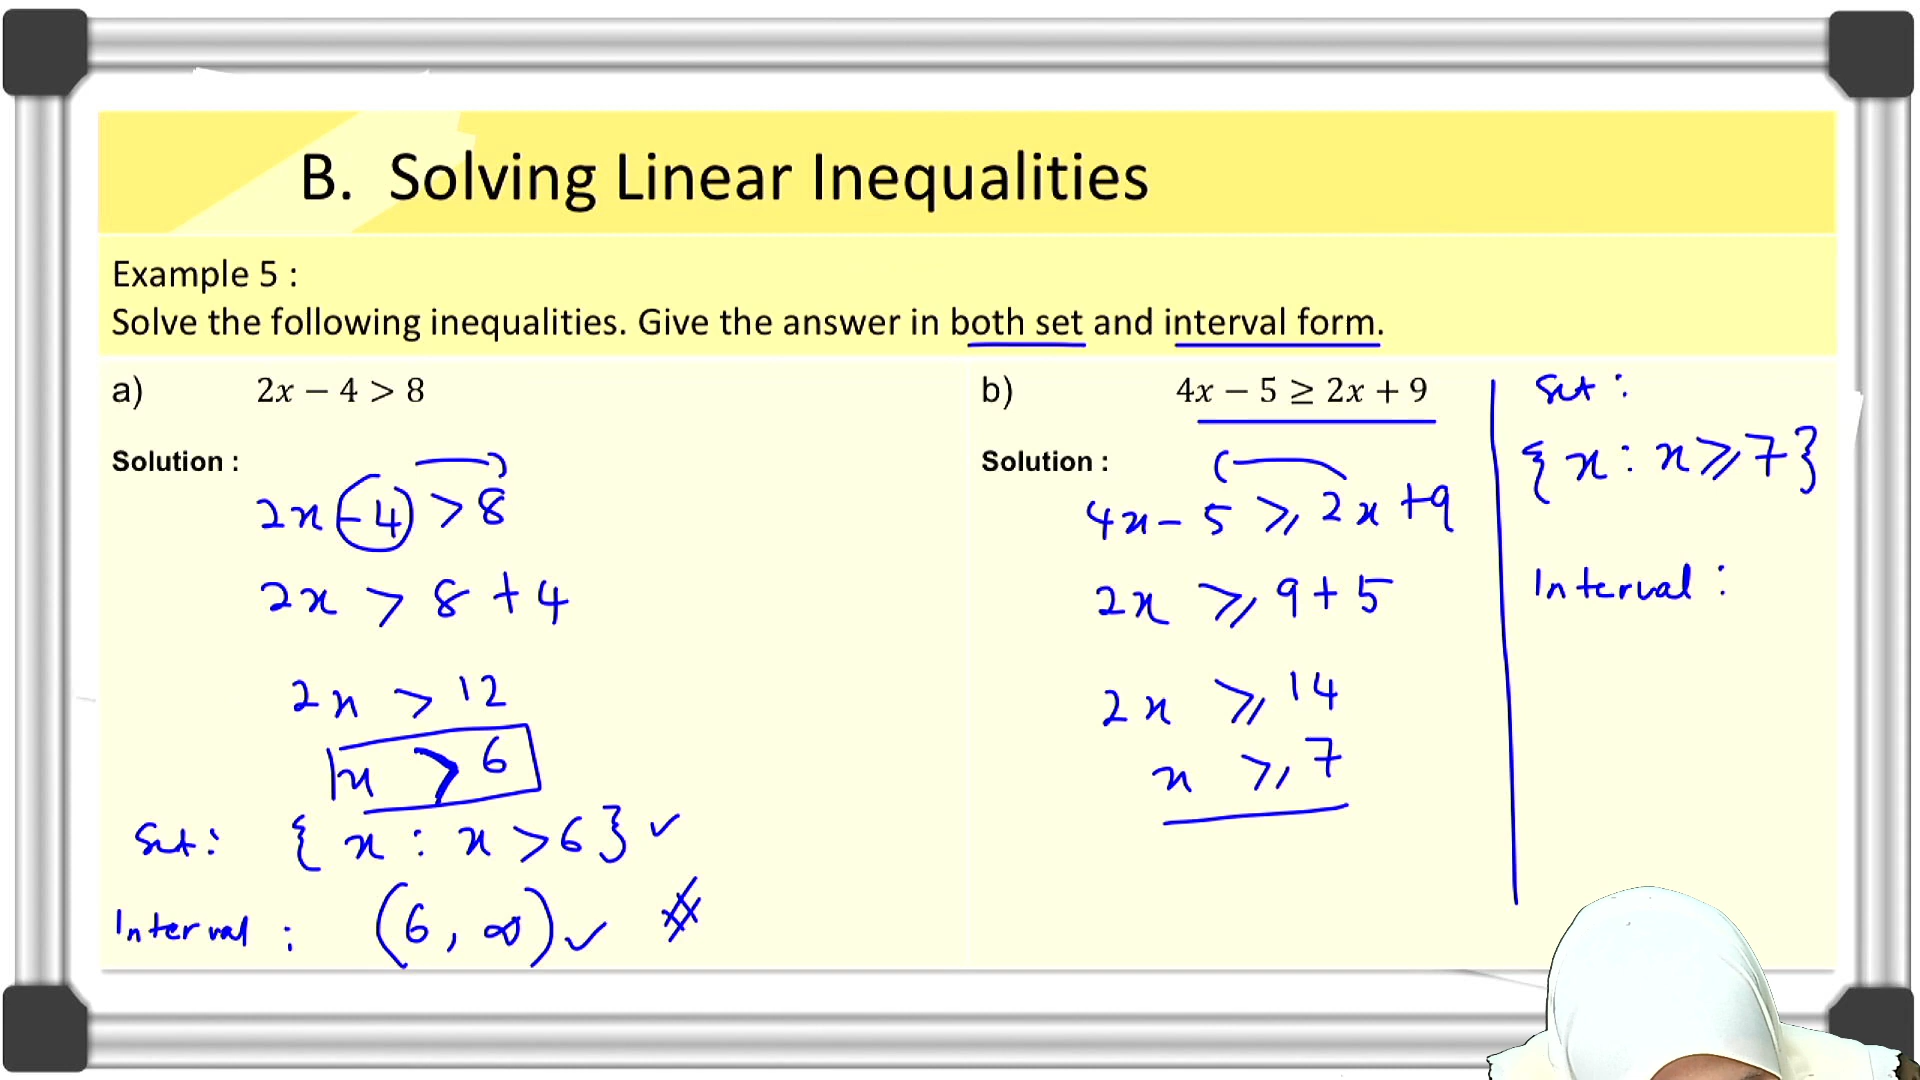 B. Solving Linear Inequalities
Example 5 :
Solve the following inequalities. Give the answer in both set and interval form.
a) 2x − 4 > 8
Solution :
2x − 4 > 8
2x > 8 + 4
2x > 12
x > 6
Set: { x : x > 6 } ✓
Interval : (6, ∞) ✓ #
b) 4x − 5 ≥ 2x + 9
Solution :
4x − 5 ≥ 2x + 9
2x ≥ 9 + 5
2x ≥ 14
x ≥ 7
Set :
{ x : x ≥ 7 }
Interval :